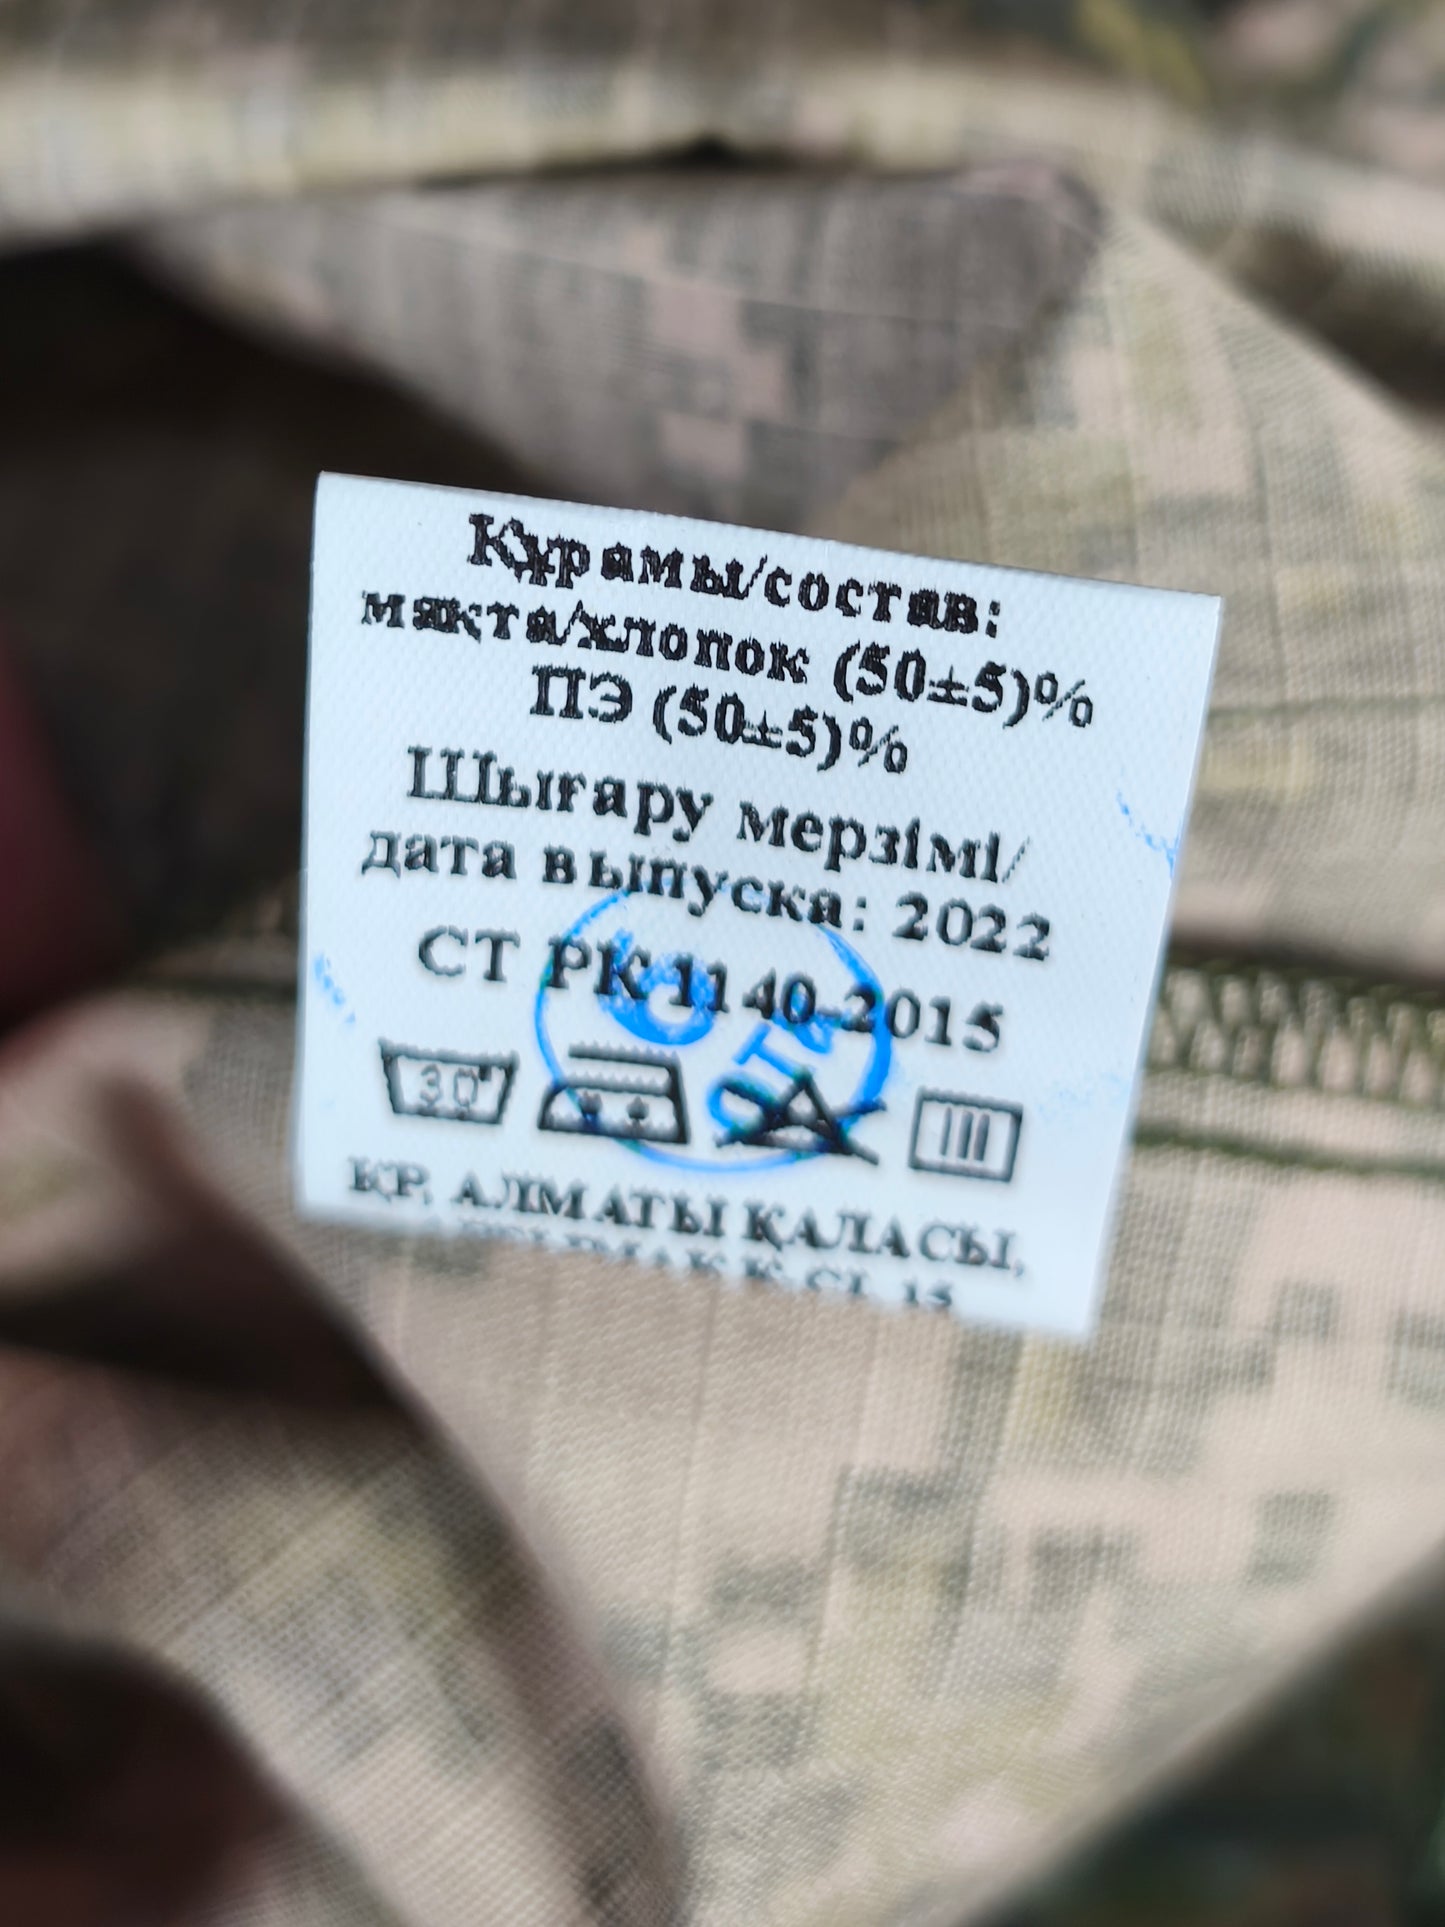 Құрамы/состав:
мақта/хлопок (50±5)%
ПЭ (50±5)%
Шығару мерзімі/
дата выпуска: 2022
СТ РК 1140-2015
30°
ҚР, АЛМАТЫ ҚАЛАСЫ,
15